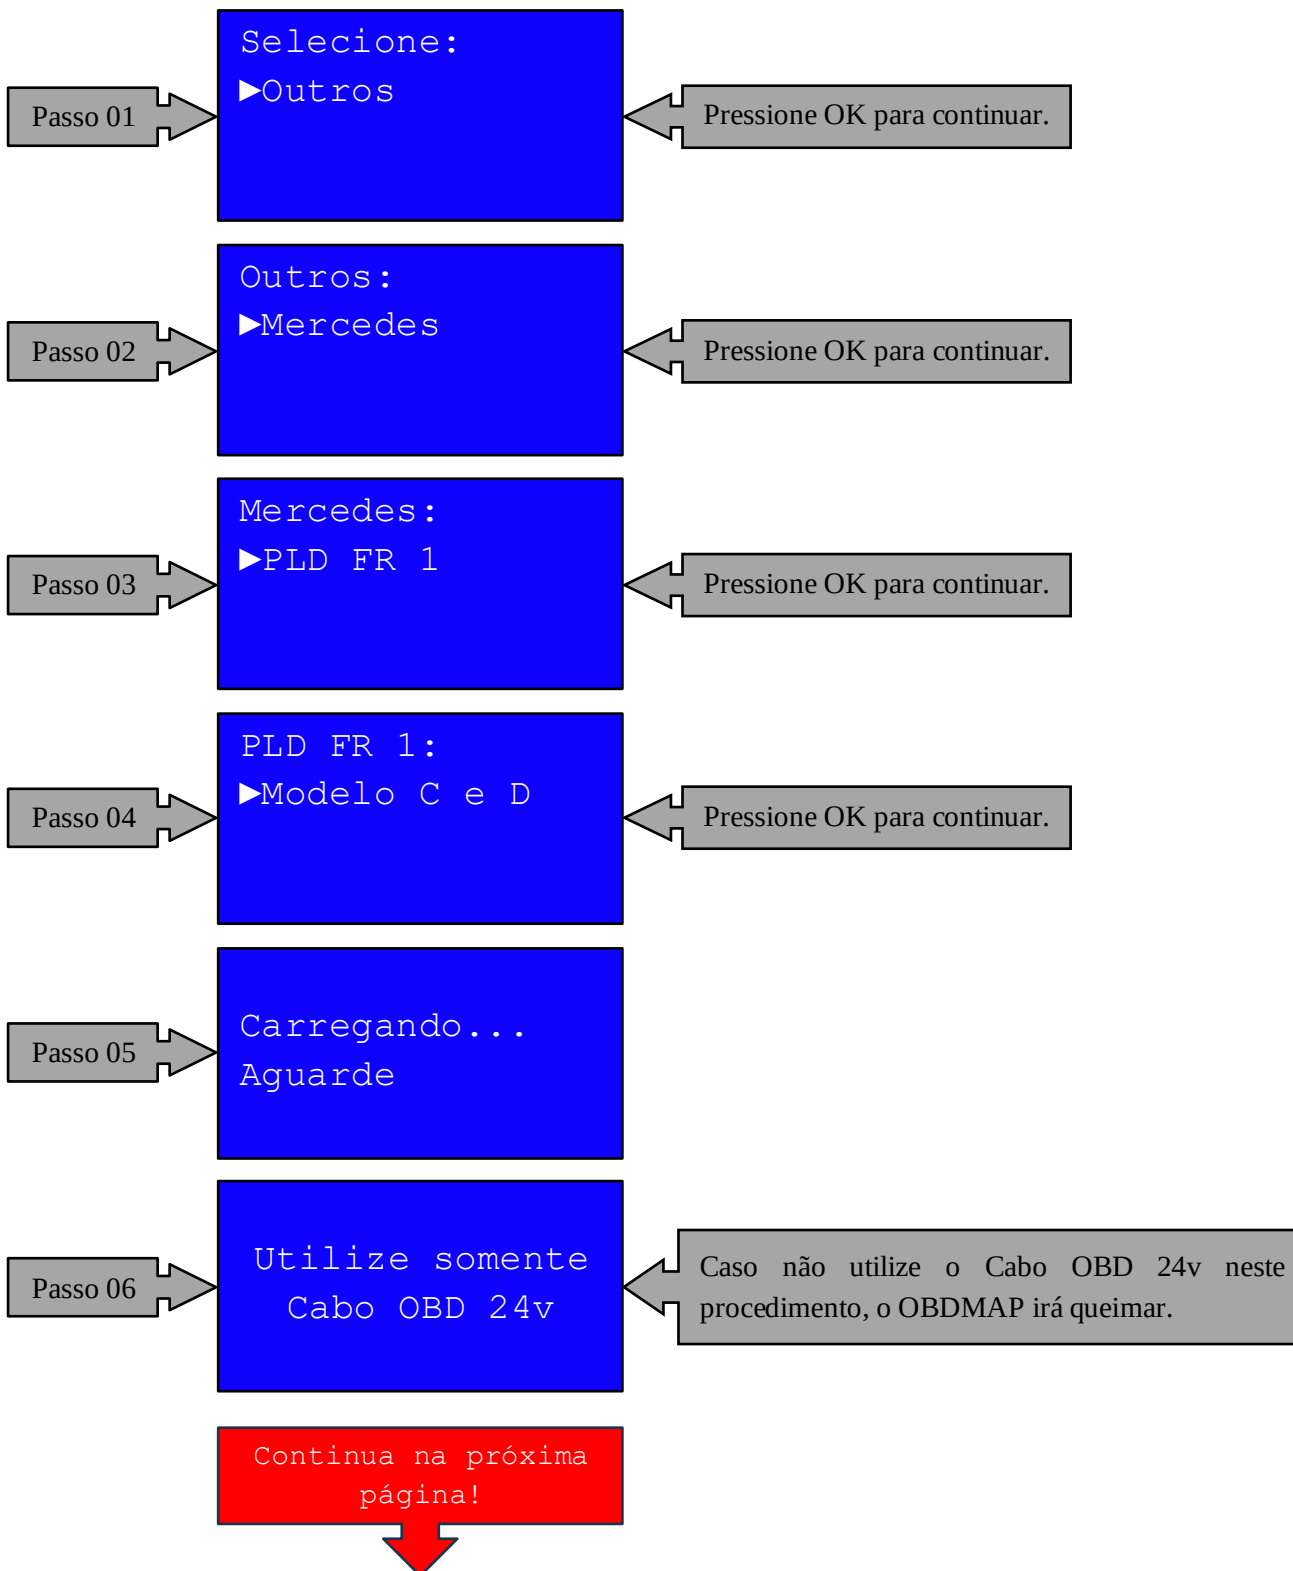 Selecione:
►Outros
Passo 01
Pressione OK para continuar.
Outros:
►Mercedes
Passo 02
Pressione OK para continuar.
Mercedes:
►PLD FR 1
Passo 03
Pressione OK para continuar.
PLD FR 1:
►Modelo C e D
Passo 04
Pressione OK para continuar.
Carregando...
Aguarde
Passo 05
Utilize somente
Cabo OBD 24v
Passo 06
Caso não utilize o Cabo OBD 24v neste
procedimento, o OBDMAP irá queimar.
Continua na próxima
página!